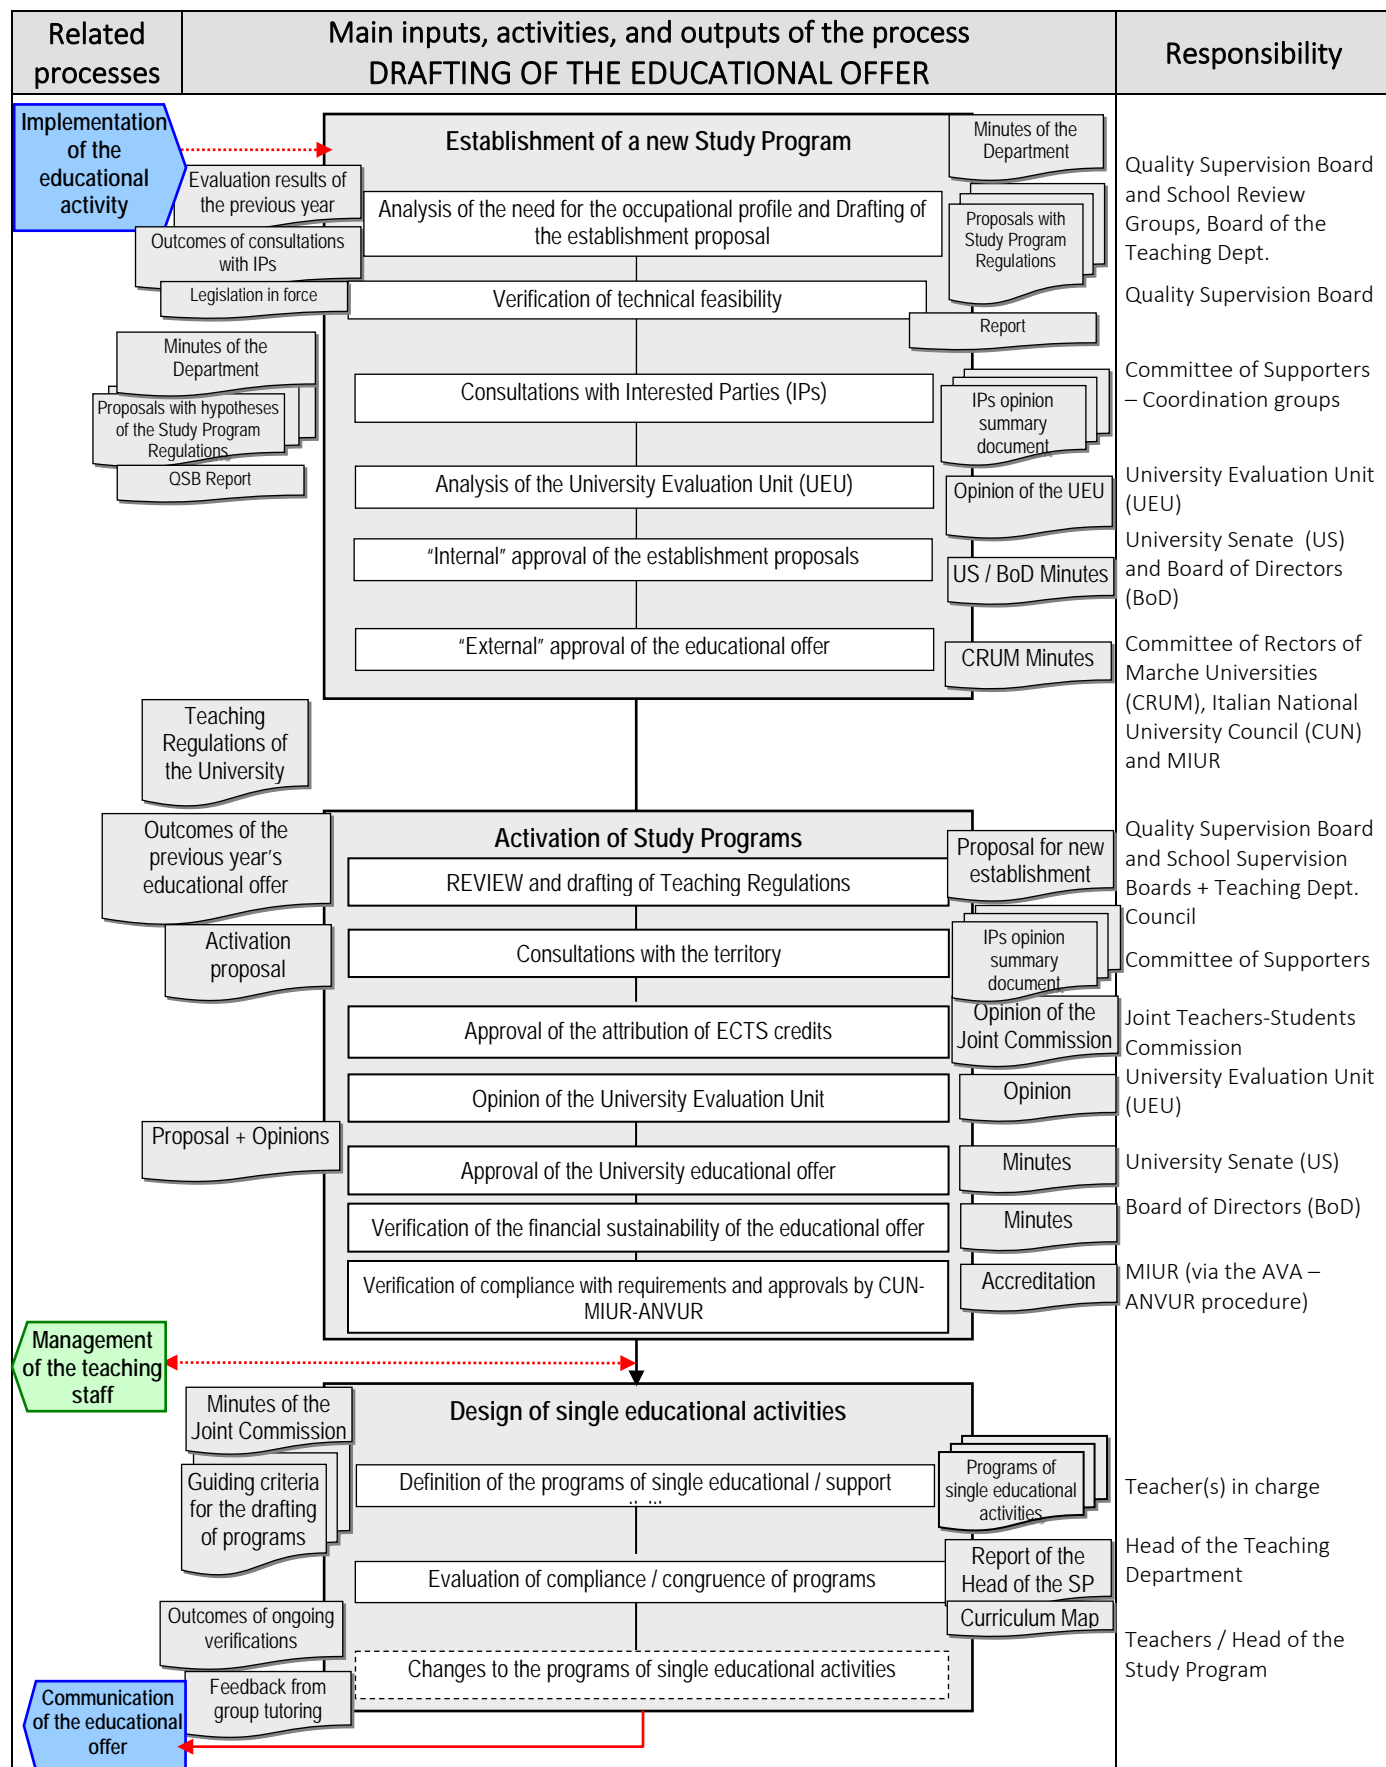 Related
processes
Main inputs, activities, and outputs of the process
DRAFTING OF THE EDUCATIONAL OFFER
Responsibility
Implementation
of the
educational
activity
Establishment of a new Study Program
Minutes of the
Department
Evaluation results of
the previous year
Analysis of the need for the occupational profile and Drafting of
the establishment proposal
Proposals with
Study Program
Regulations
Quality Supervision Board
and School Review
Groups, Board of the
Teaching Dept.
Outcomes of consultations
with IPs
Legislation in force
Verification of technical feasibility
Report
Quality Supervision Board
Minutes of the
Department
Proposals with hypotheses
of the Study Program
Regulations
QSB Report
Consultations with Interested Parties (IPs)
IPs opinion
summary
document
Committee of Supporters
– Coordination groups
Analysis of the University Evaluation Unit (UEU)
Opinion of the UEU
University Evaluation Unit
(UEU)
“Internal” approval of the establishment proposals
US / BoD Minutes
University Senate (US)
and Board of Directors
(BoD)
“External” approval of the educational offer
CRUM Minutes
Committee of Rectors of
Marche Universities
(CRUM), Italian National
University Council (CUN)
and MIUR
Teaching
Regulations of
the University
Activation of Study Programs
Outcomes of the
previous year’s
educational offer
REVIEW and drafting of Teaching Regulations
Proposal for new
establishment
Quality Supervision Board
and School Supervision
Boards + Teaching Dept.
Council
Activation
proposal
Consultations with the territory
IPs opinion
summary
document
Committee of Supporters
Approval of the attribution of ECTS credits
Opinion of the
Joint Commission
Joint Teachers-Students
Commission
Opinion of the University Evaluation Unit
Opinion
University Evaluation Unit
(UEU)
Proposal + Opinions
Approval of the University educational offer
Minutes
University Senate (US)
Verification of the financial sustainability of the educational offer
Minutes
Board of Directors (BoD)
Verification of compliance with requirements and approvals by CUN-
MIUR-ANVUR
Accreditation
MIUR (via the AVA –
ANVUR procedure)
Management
of the teaching
staff
Design of single educational activities
Minutes of the
Joint Commission
Guiding criteria
for the drafting
of programs
Definition of the programs of single educational / support
Programs of
single educational
activities
Teacher(s) in charge
Evaluation of compliance / congruence of programs
Report of the
Head of the SP
Curriculum Map
Head of the Teaching
Department
Outcomes of ongoing
verifications
Changes to the programs of single educational activities
Teachers / Head of the
Study Program
Feedback from
group tutoring
Communication
of the educational
offer